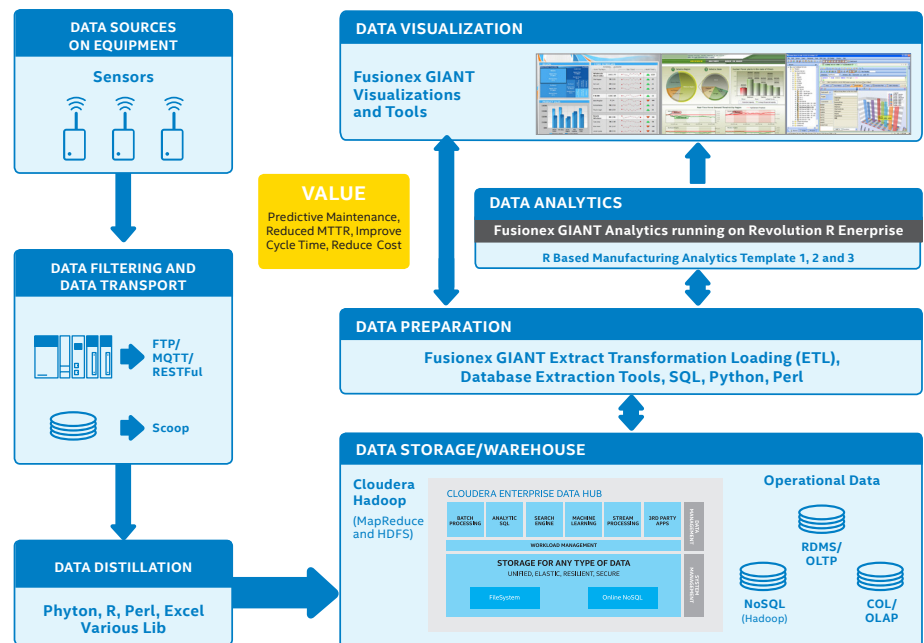 DATA SOURCES
ON EQUIPMENT
Sensors
DATA FILTERING AND
DATA TRANSPORT
FTP/
MQTT/
RESTFul
Scoop
DATA DISTILLATION
Phyton, R, Perl, Excel
Various Lib
VALUE
Predictive Maintenance,
Reduced MTTR, Improve
Cycle Time, Reduce Cost
DATA VISUALIZATION
Fusionex GIANT
Visualizations
and Tools
DATA ANALYTICS
Fusionex GIANT Analytics running on Revolution R Enerprise
R Based Manufacturing Analytics Template 1, 2 and 3
DATA PREPARATION
Fusionex GIANT Extract Transformation Loading (ETL),
Database Extraction Tools, SQL, Python, Perl
DATA STORAGE/WAREHOUSE
Cloudera
Hadoop
(MapReduce
and HDFS)
CLOUDERA ENTERPRISE DATA HUB
BATCH
PROCESSING
ANALYTIC
SQL
SEARCH
ENGINE
MACHINE
LEARNING
STREAM
PROCESSING
3RD PARTY
APPS
WORKLOAD MANAGEMENT
STORAGE FOR ANY TYPE OF DATA
UNIFIED, ELASTIC, RESILIENT, SECURE
FileSystem
Online NoSQL
DATA
MANAGEMENT
SYSTEM
MANAGEMENT
Operational Data
RDMS/
OLTP
NoSQL
(Hadoop)
COL/
OLAP